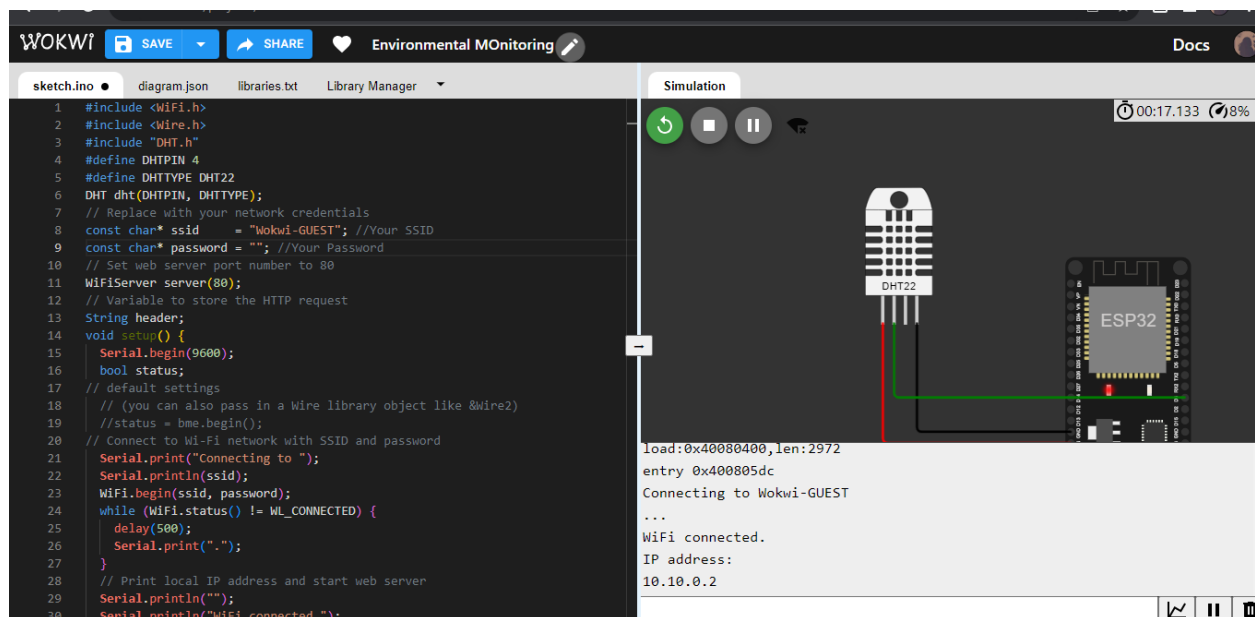 WOKWI SAVE SHARE Environmental MOnitoring Docs
sketch.ino diagram.json libraries.txt Library Manager
1 #include <WiFi.h>
2 #include <Wire.h>
3 #include "DHT.h"
4 #define DHTPIN 4
5 #define DHTTYPE DHT22
6 DHT dht(DHTPIN, DHTTYPE);
7 // Replace with your network credentials
8 const char* ssid     = "Wokwi-GUEST"; //Your SSID
9 const char* password = ""; //Your Password
10 // Set web server port number to 80
11 WiFiServer server(80);
12 // Variable to store the HTTP request
13 String header;
14 void setup() {
15   Serial.begin(9600);
16   bool status;
17 // default settings
18   // (you can also pass in a Wire library object like &Wire2)
19   //status = bme.begin();
20 // Connect to Wi-Fi network with SSID and password
21   Serial.print("Connecting to ");
22   Serial.println(ssid);
23   WiFi.begin(ssid, password);
24   while (WiFi.status() != WL_CONNECTED) {
25     delay(500);
26     Serial.print(".");
27   }
28   // Print local IP address and start web server
29   Serial.println("");
30   Serial.println("WiFi connected.");
Simulation
00:17.133 8%
DHT22
ESP32
load:0x40080400,len:2972
entry 0x400805dc
Connecting to Wokwi-GUEST
...
WiFi connected.
IP address:
10.10.0.2